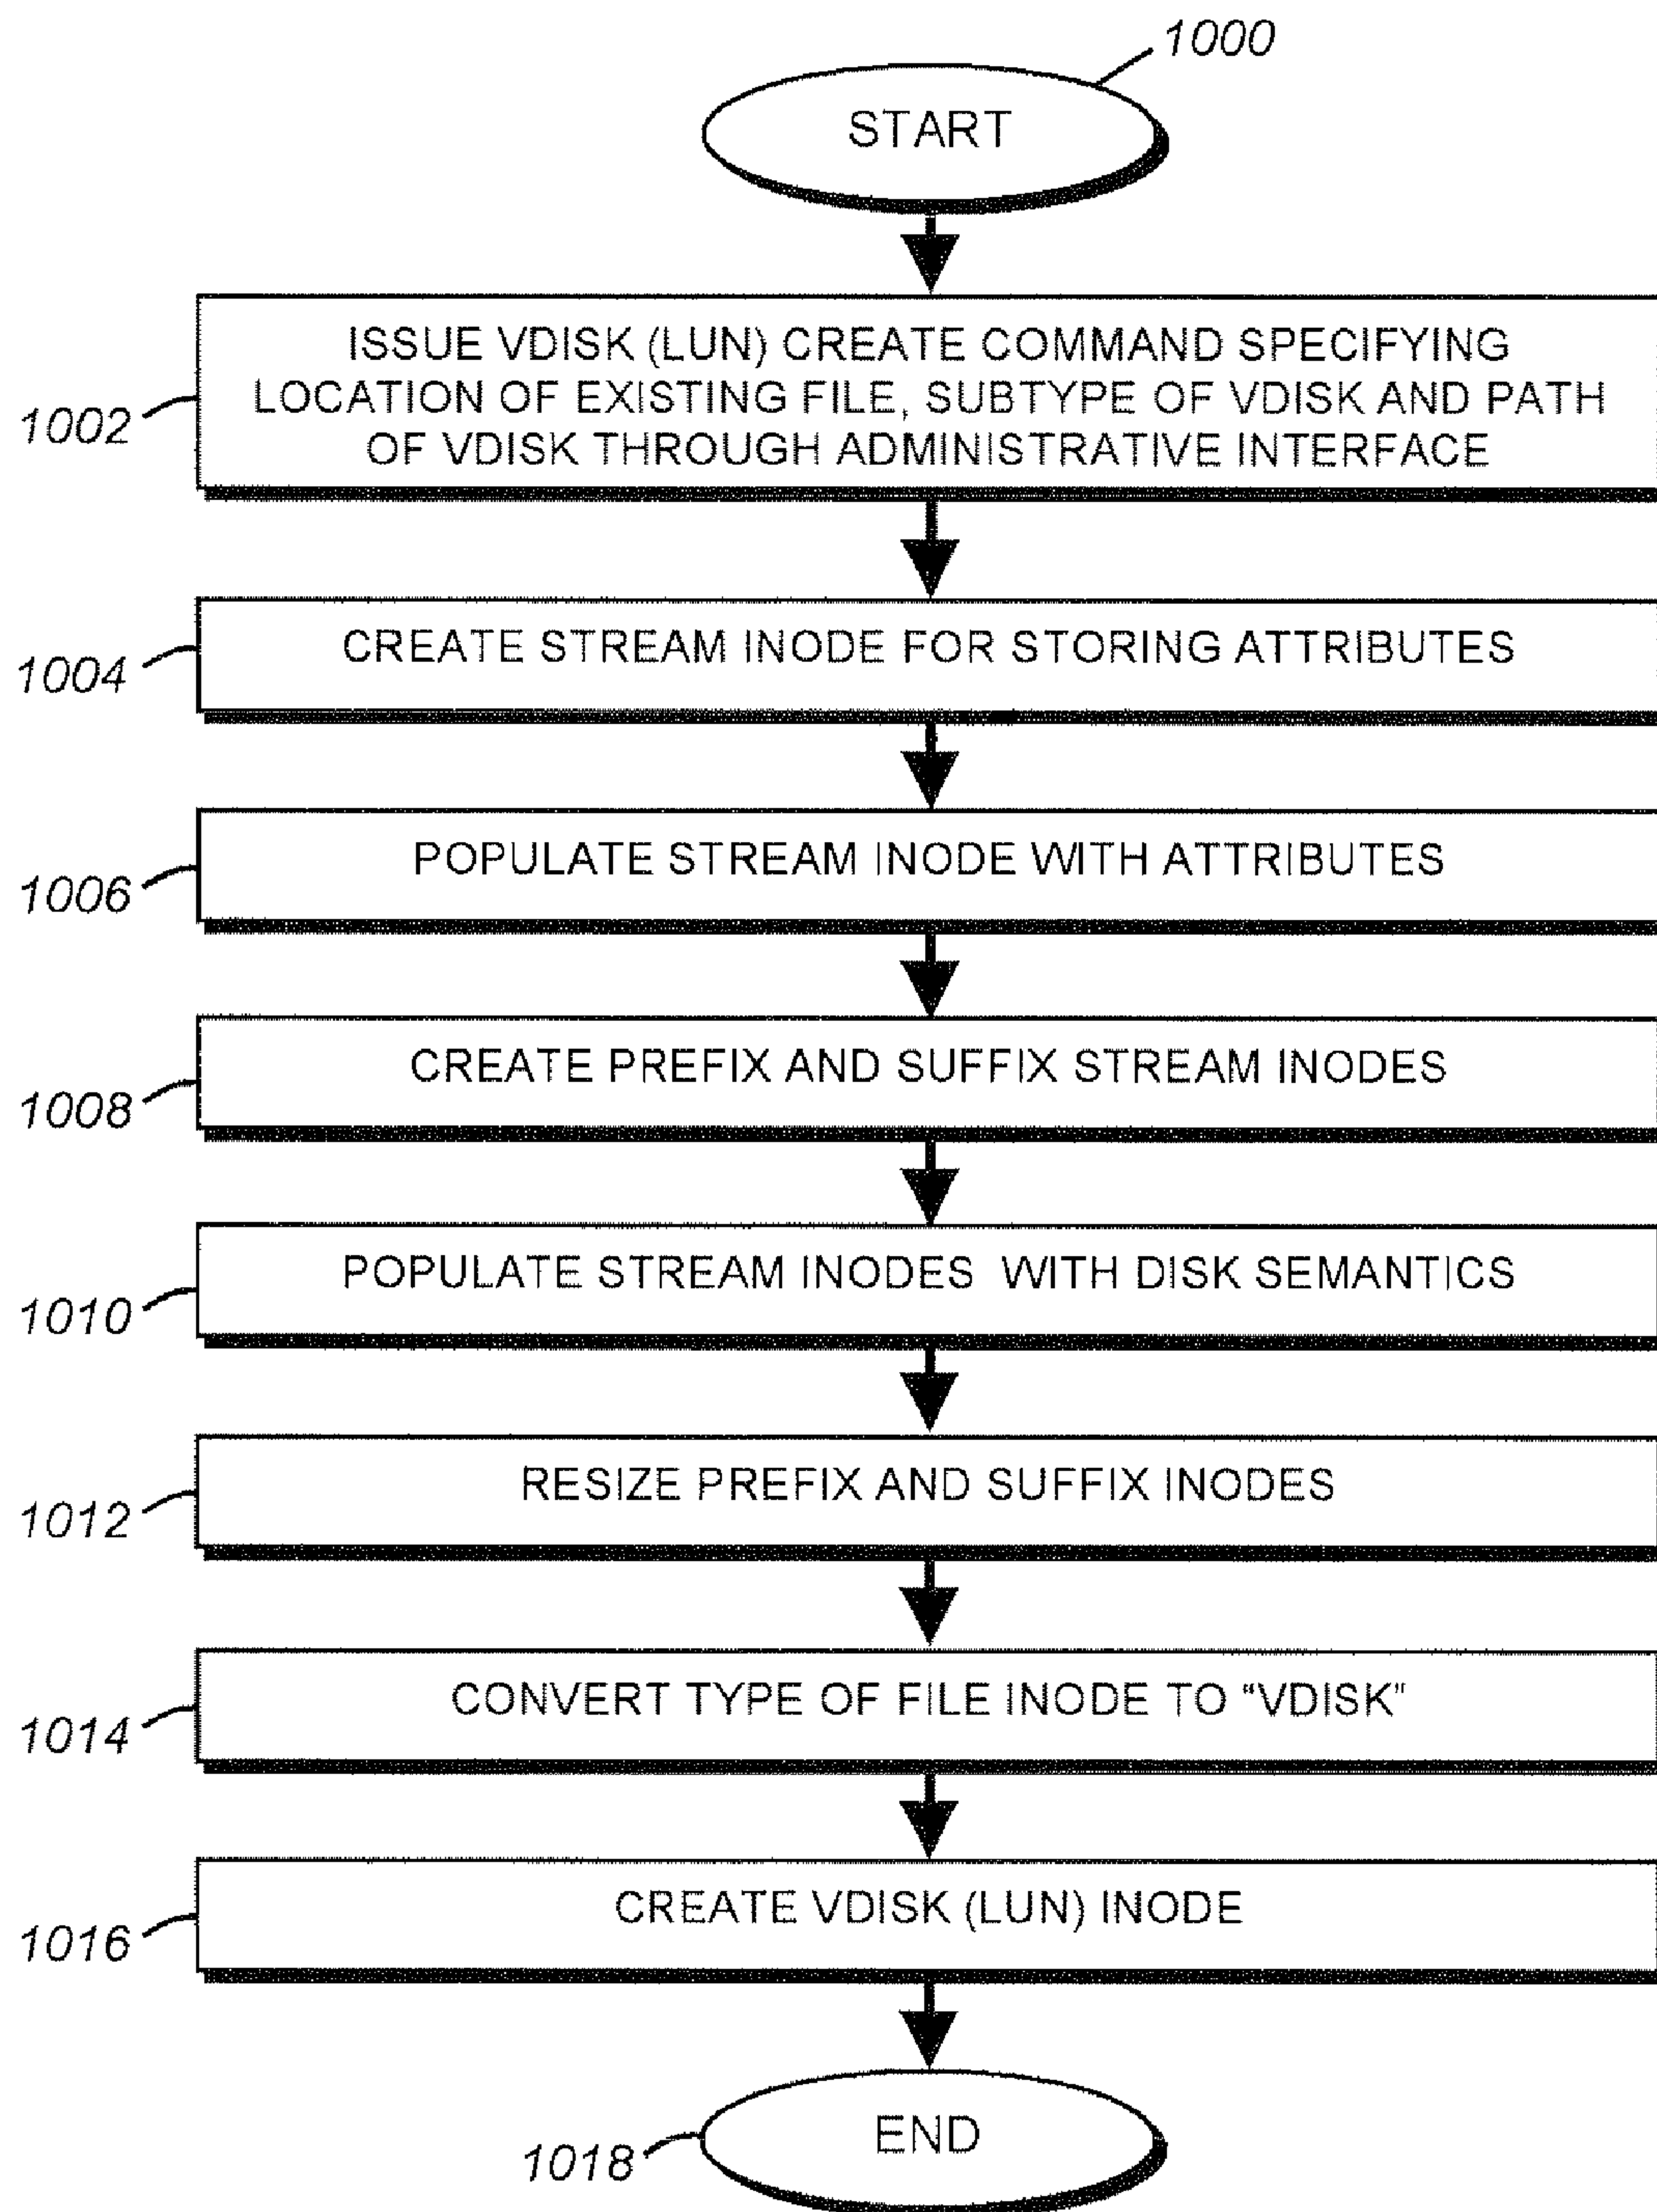 1000
START
1002
ISSUE VDISK (LUN) CREATE COMMAND SPECIFYING
LOCATION OF EXISTING FILE, SUBTYPE OF VDISK AND PATH
OF VDISK THROUGH ADMINISTRATIVE INTERFACE
1004
CREATE STREAM INODE FOR STORING ATTRIBUTES
1006
POPULATE STREAM INODE WITH ATTRIBUTES
1008
CREATE PREFIX AND SUFFIX STREAM INODES
1010
POPULATE STREAM INODES WITH DISK SEMANTICS
1012
RESIZE PREFIX AND SUFFIX INODES
1014
CONVERT TYPE OF FILE INODE TO "VDISK"
1016
CREATE VDISK (LUN) INODE
1018
END